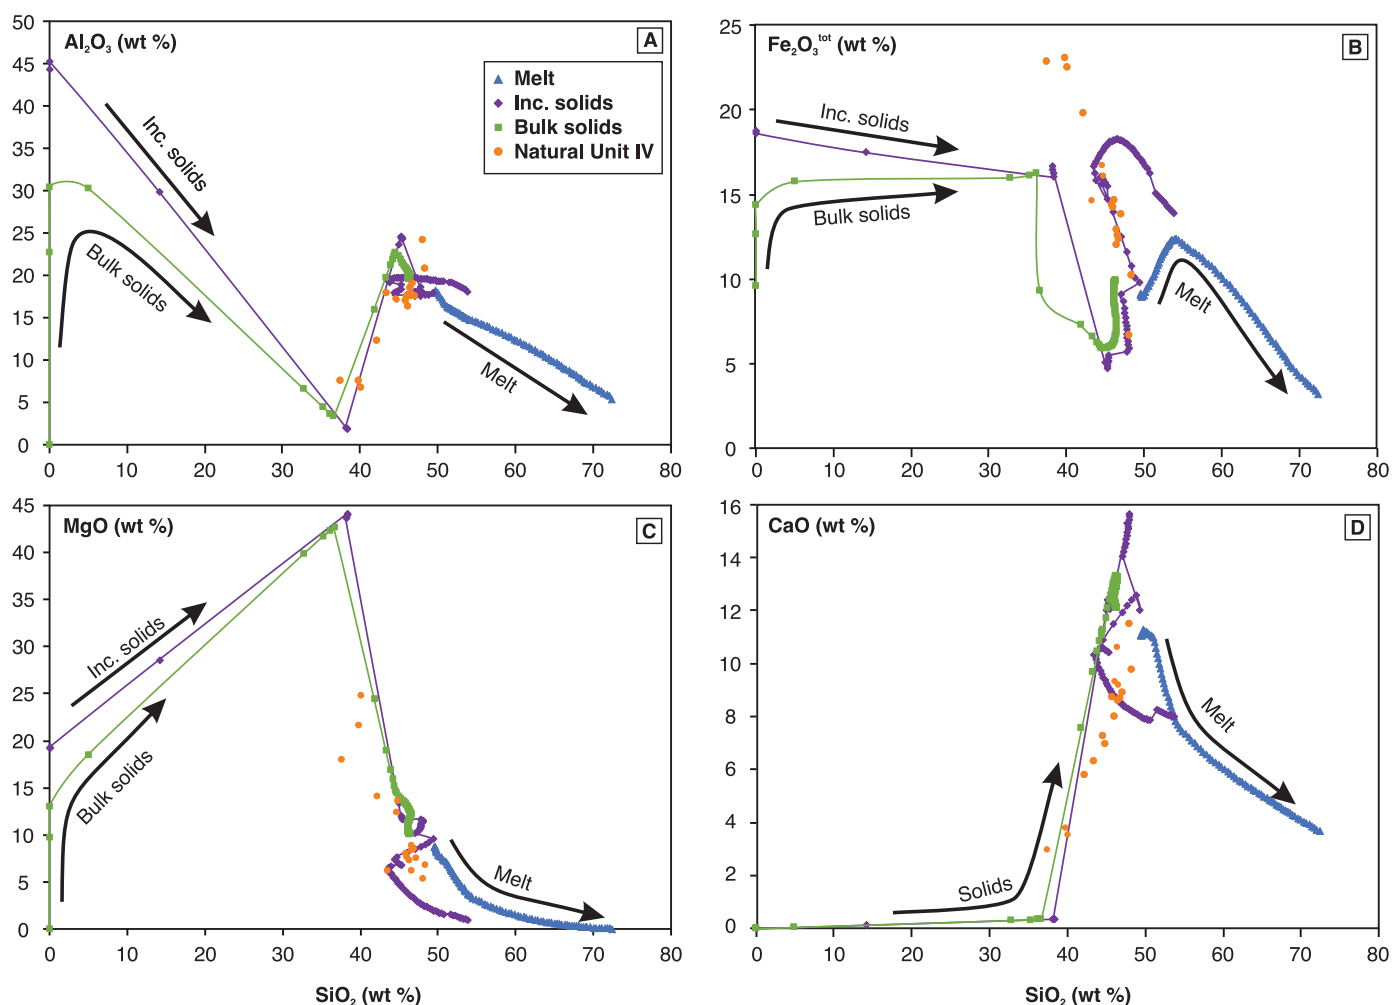 Al₂O₃ (wt %)
A
50
45
40
35
30
25
20
15
10
5
0
Inc. solids
Bulk solids
Melt
Melt
Inc. solids
Bulk solids
Natural Unit IV
0 10 20 30 40 50 60 70 80
Fe₂O₃ᵗᵒᵗ (wt %)
B
25
20
15
10
5
0
Inc. solids
Bulk solids
Melt
0 10 20 30 40 50 60 70 80
MgO (wt %)
C
45
40
35
30
25
20
15
10
5
0
Inc. solids
Bulk solids
Melt
0 10 20 30 40 50 60 70 80
SiO₂ (wt %)
CaO (wt %)
D
16
14
12
10
8
6
4
2
0
Solids
Melt
0 10 20 30 40 50 60 70 80
SiO₂ (wt %)